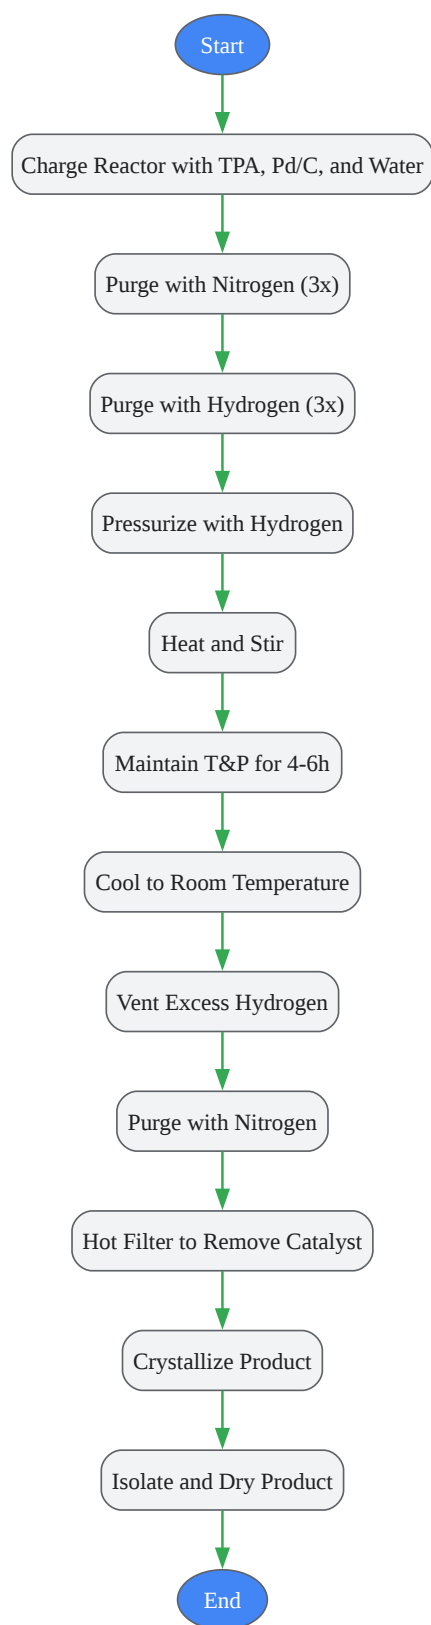 Start
Charge Reactor with TPA, Pd/C, and Water
Purge with Nitrogen (3x)
Purge with Hydrogen (3x)
Pressurize with Hydrogen
Heat and Stir
Maintain T&P for 4-6h
Cool to Room Temperature
Vent Excess Hydrogen
Purge with Nitrogen
Hot Filter to Remove Catalyst
Crystallize Product
Isolate and Dry Product
End